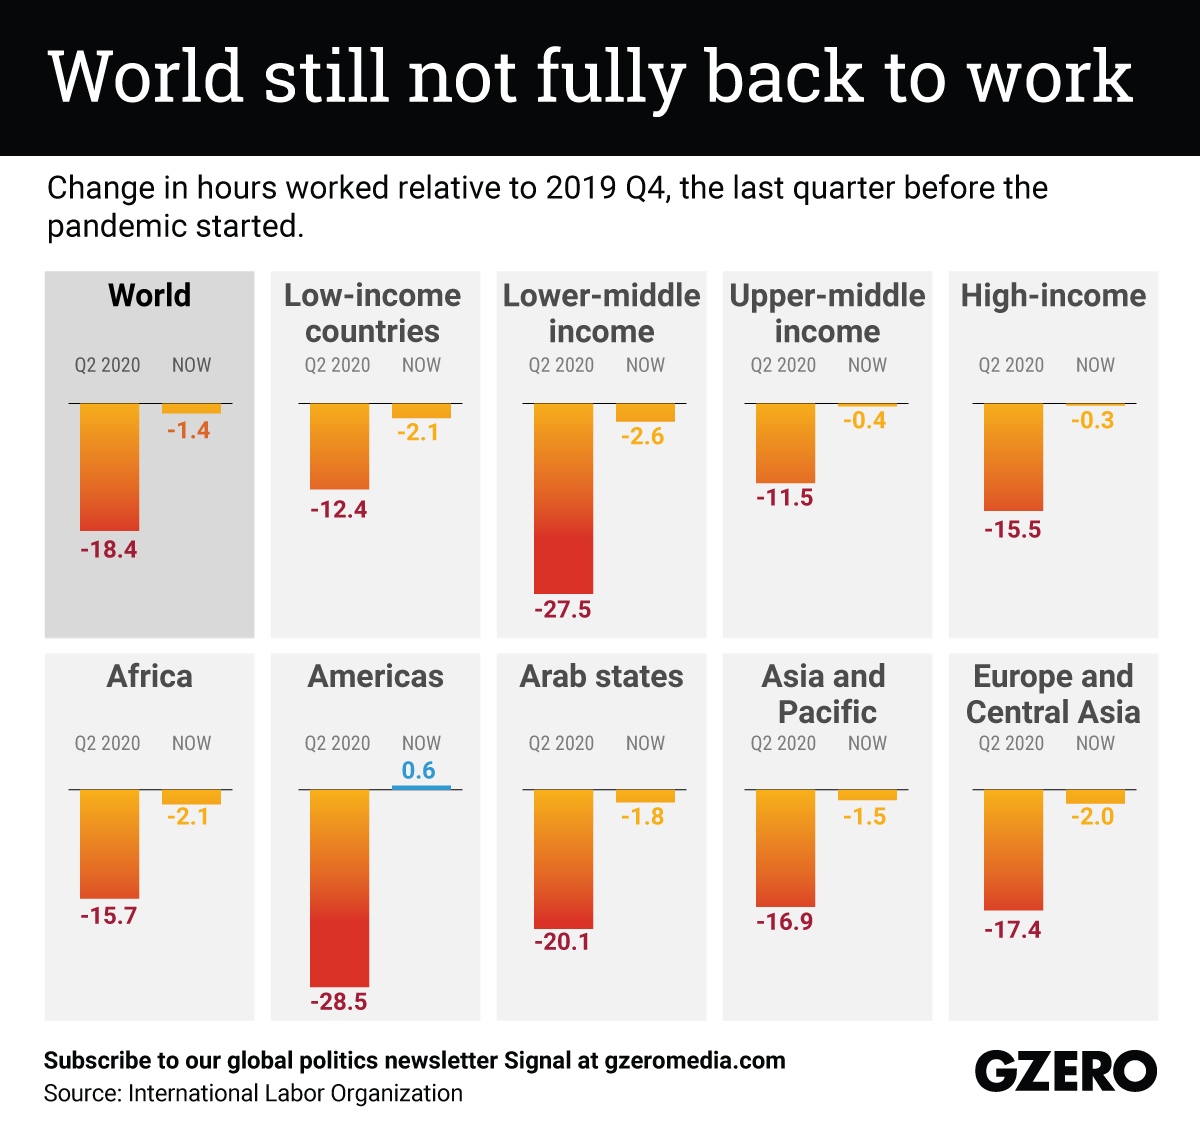 World still not fully back to work
Change in hours worked relative to 2019 Q4, the last quarter before the
pandemic started.
World
Q2 2020 NOW
-1.4
-18.4
Low-income
countries
Q2 2020 NOW
-2.1
-12.4
Lower-middle
income
Q2 2020 NOW
-2.6
-27.5
Upper-middle
income
Q2 2020 NOW
-0.4
-11.5
High-income
Q2 2020 NOW
-0.3
-15.5
Africa
Q2 2020 NOW
-2.1
-15.7
Americas
Q2 2020 NOW
0.6
-28.5
Arab states
Q2 2020 NOW
-1.8
-20.1
Asia and
Pacific
Q2 2020 NOW
-1.5
-16.9
Europe and
Central Asia
Q2 2020 NOW
-2.0
-17.4
Subscribe to our global politics newsletter Signal at gzeromedia.com
Source: International Labor Organization
GZERO